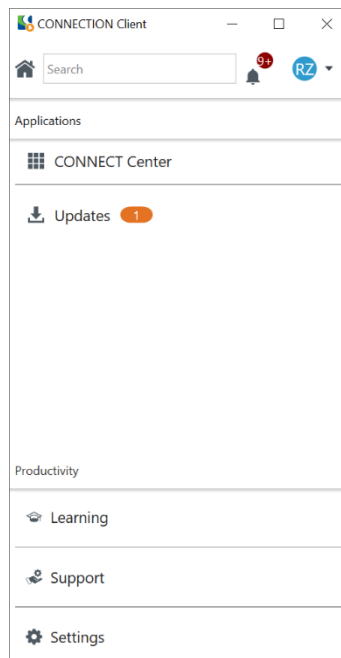 CONNECTION Client
Search
9+
RZ
Applications
CONNECT Center
Updates 1
Productivity
Learning
Support
Settings